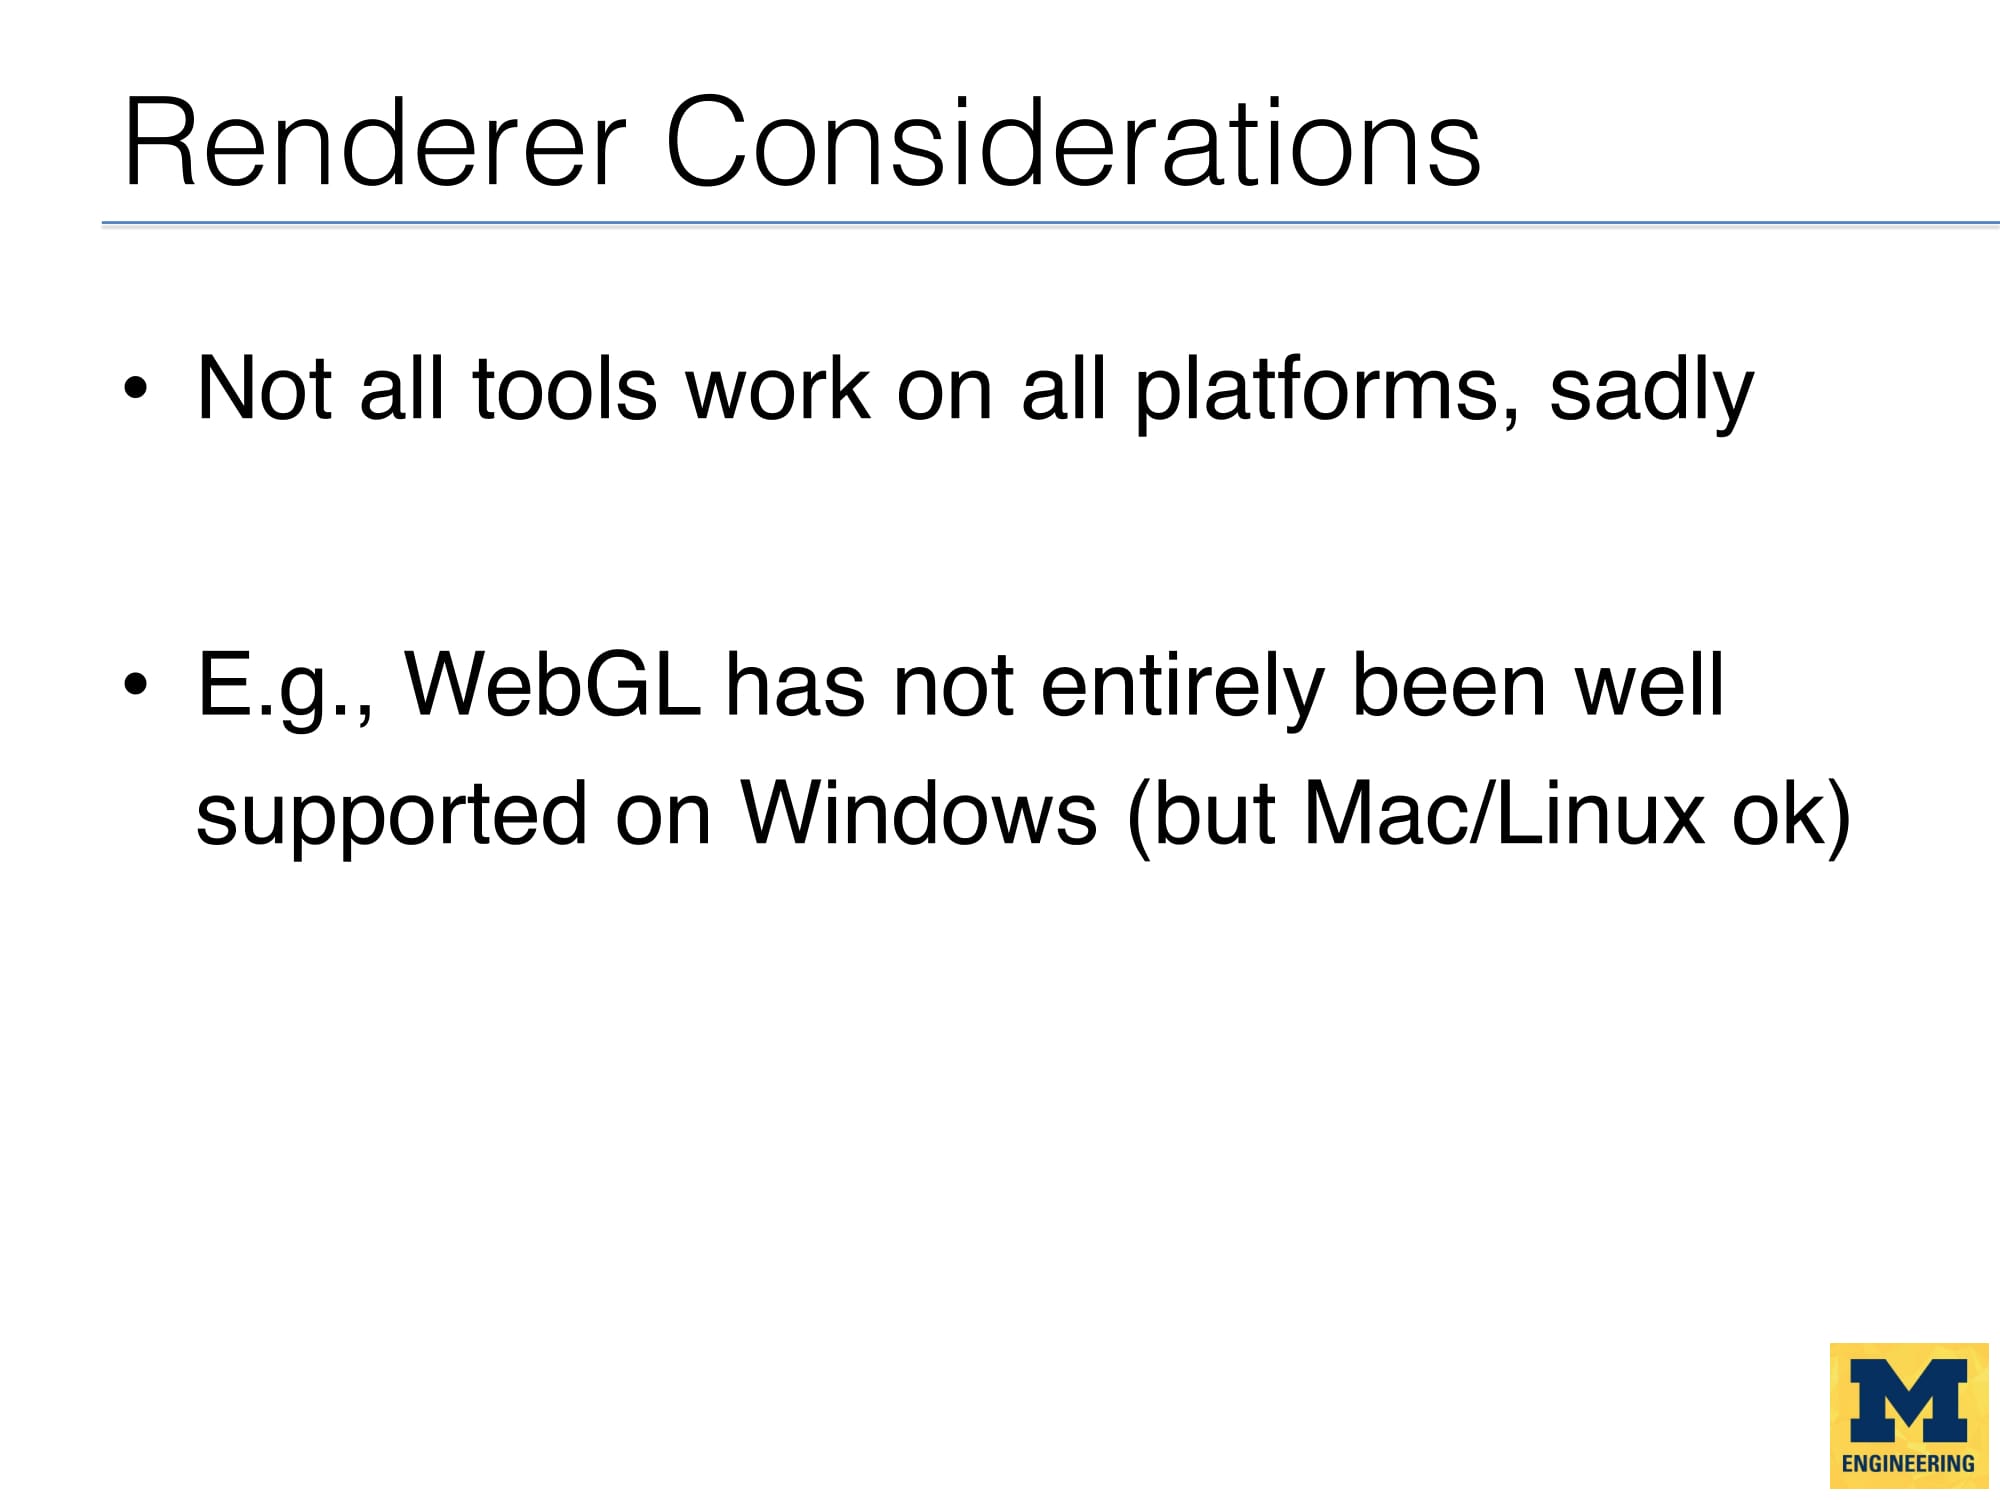 Renderer Considerations
• Not all tools work on all platforms, sadly
• E.g., WebGL has not entirely been well
supported on Windows (but Mac/Linux ok)
M
ENGINEERING